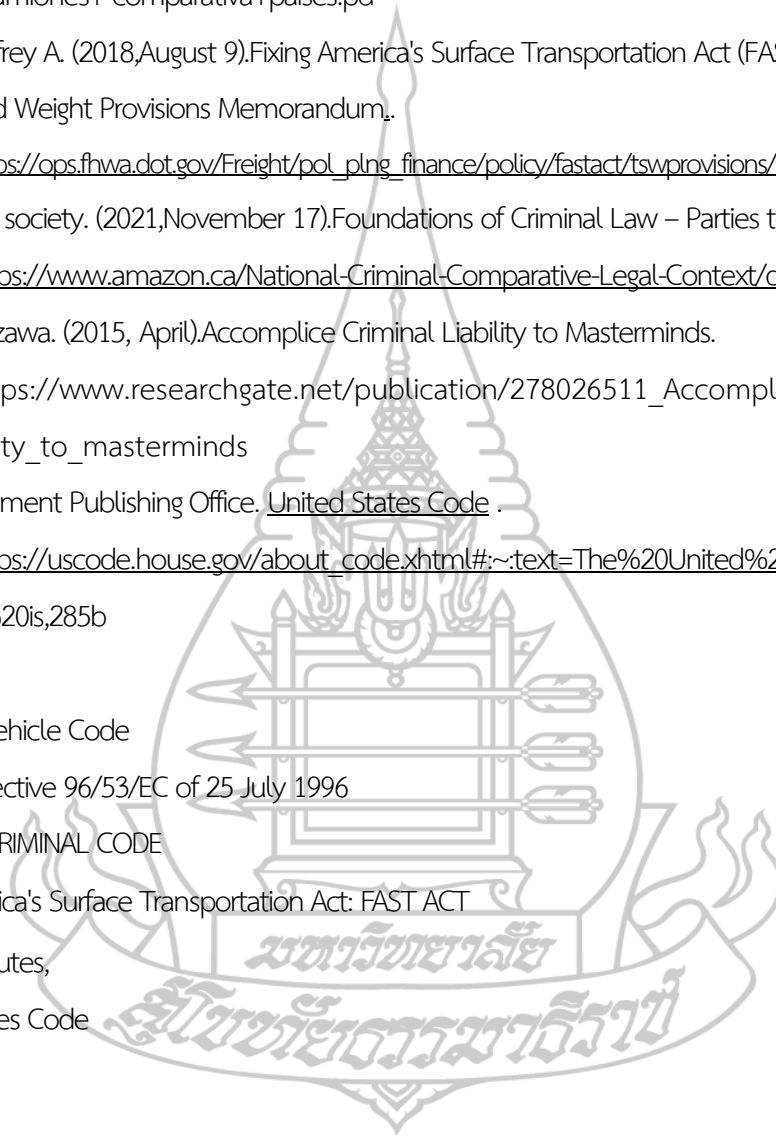 amiones1-comparativa1paises.pd
frey A. (2018,August 9).Fixing America's Surface Transportation Act (FAS
d Weight Provisions Memorandum..
ps://ops.fhwa.dot.gov/Freight/pol_plng_finance/policy/fastact/tswprovisions/
society. (2021,November 17).Foundations of Criminal Law – Parties t
ps://www.amazon.ca/National-Criminal-Comparative-Legal-Context/d
zawa. (2015, April).Accomplice Criminal Liability to Masterminds.
ps://www.researchgate.net/publication/278026511_Accompl
ty_to_masterminds
ment Publishing Office. United States Code .
ps://uscode.house.gov/about_code.xhtml#:~:text=The%20United%2
20is,285b
ehicle Code
ective 96/53/EC of 25 July 1996
RIMINAL CODE
ica's Surface Transportation Act: FAST ACT
utes,
es Code
มหาวิทยาลัย
สุโขทัยธรรมาธิราช